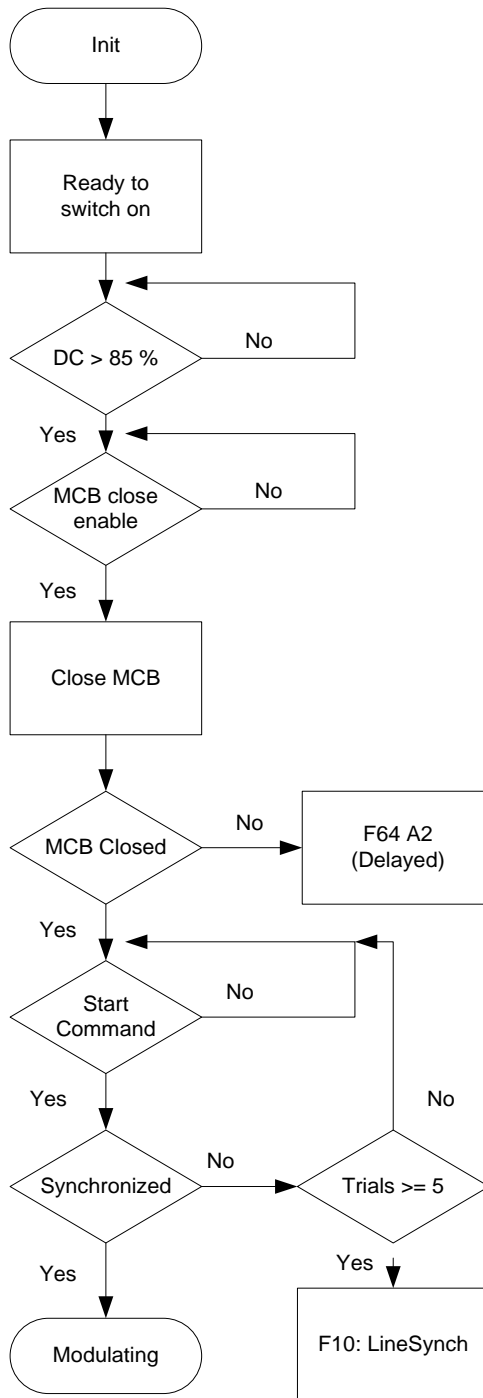 Init
Ready to
switch on
DC > 85 %
No
Yes
MCB close
enable
No
Yes
Close MCB
MCB Closed
No
F64 A2
(Delayed)
Yes
Start
Command
No
Yes
No
Synchronized
No
Trials >= 5
Yes
Yes
Modulating
F10: LineSynch